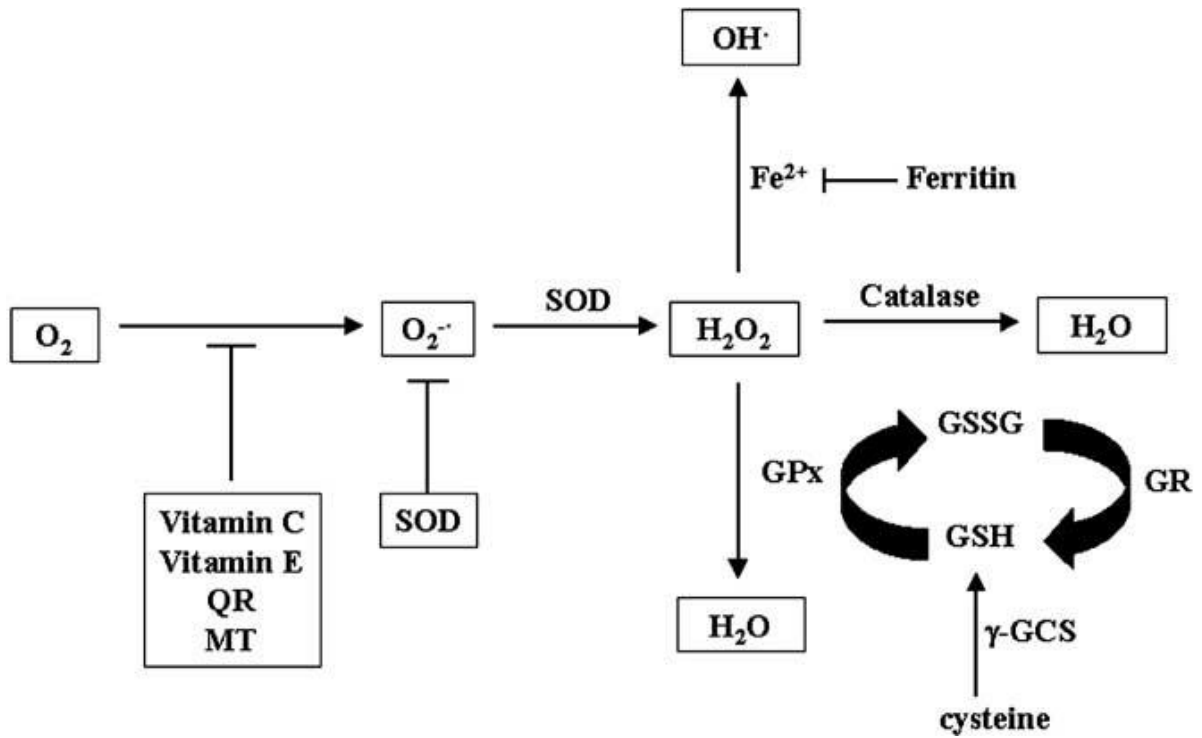 OH·
Fe²⁺
Ferritin
SOD
Catalase
O₂
O₂⁻·
H₂O₂
H₂O
GSSG
GPx
GR
Vitamin C
Vitamin E
QR
MT
SOD
GSH
H₂O
γ-GCS
cysteine